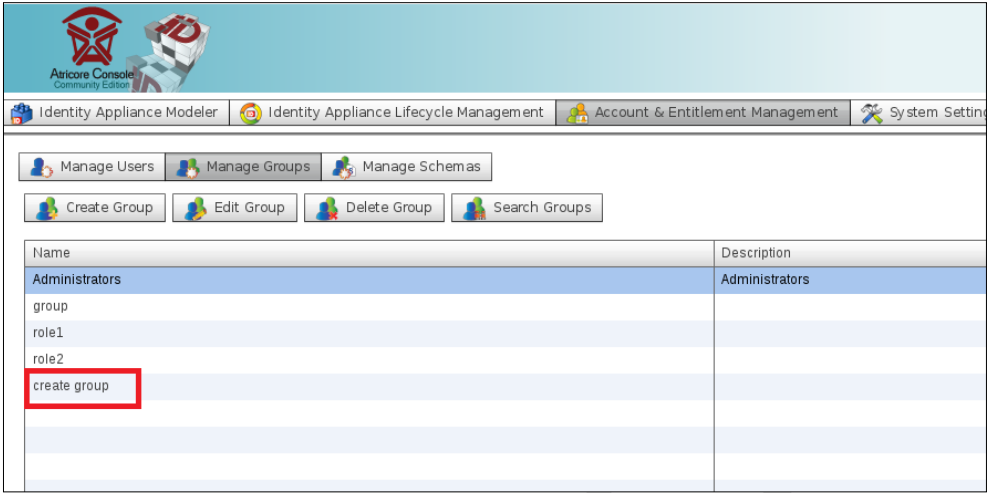 Atricore Console
Community Edition
Identity Appliance Modeler Identity Appliance Lifecycle Management Account & Entitlement Management System Setting
Manage Users Manage Groups Manage Schemas
Create Group Edit Group Delete Group Search Groups
Name Description
Administrators Administrators
group
role1
role2
create group